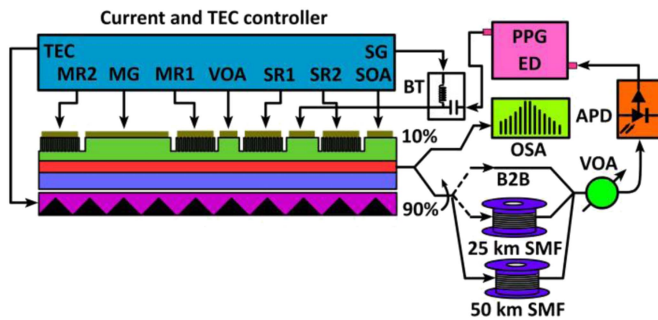 Current and TEC controller
TEC
SG
MR2 MG MR1 VOA SR1 SR2 SOA
BT
PPG
ED
10%
OSA
APD
VOA
B2B
90%
25 km SMF
50 km SMF